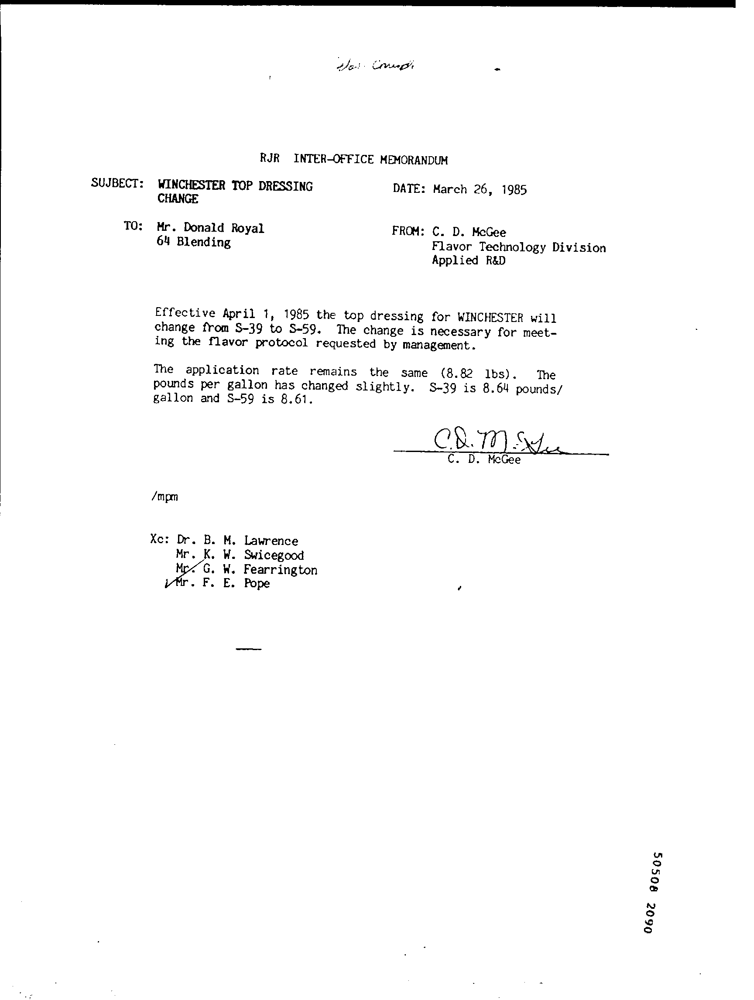 RJR INTER-OFFICE MEMORANDUM
SUJBECT: WINCHESTER TOP DRESSING CHANGE
DATE: March 26, 1985
TO: Mr. Donald Royal
64 Blending
FROM: C. D. McGee
Flavor Technology Division
Applied R&D
Effective April 1, 1985 the top dressing for WINCHESTER will
change from S-39 to S-59. The change is necessary for meet-
ing the flavor protocol requested by management.
The application rate remains the same (8.82 lbs). The
pounds per gallon has changed slightly. S-39 is 8.64 pounds/
gallon and S-59 is 8.61.
C. D. McGee
C. D. McGee
/mpm
Xc: Dr. B. M. Lawrence
Mr. K. W. Swicegood
Mr. G. W. Fearrington
Mr. F. E. Pope
50508 2090